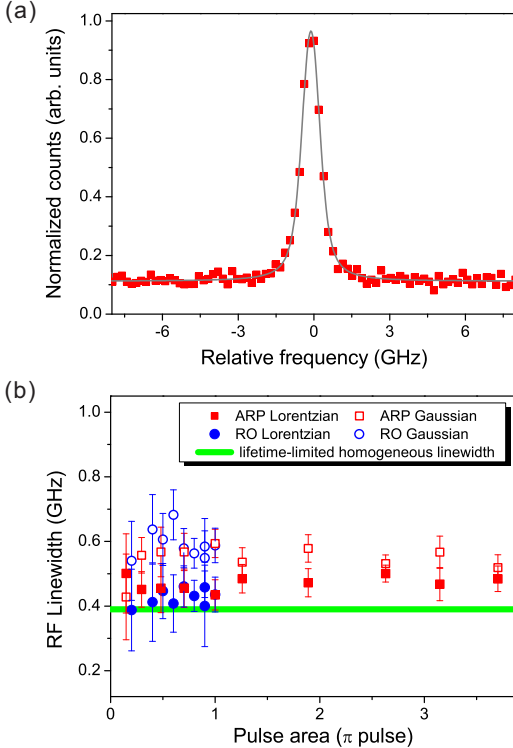 (a)
Normalized counts (arb. units)
1.0
0.8
0.6
0.4
0.2
0.0
-6 -3 0 3 6
Relative frequency (GHz)
(b)
RF Linewidth (GHz)
1.0
0.8
0.6
0.4
0.2
ARP Lorentzian ARP Gaussian
RO Lorentzian RO Gaussian
lifetime-limited homogeneous linewidth
0 1 2 3
Pulse area (π pulse)